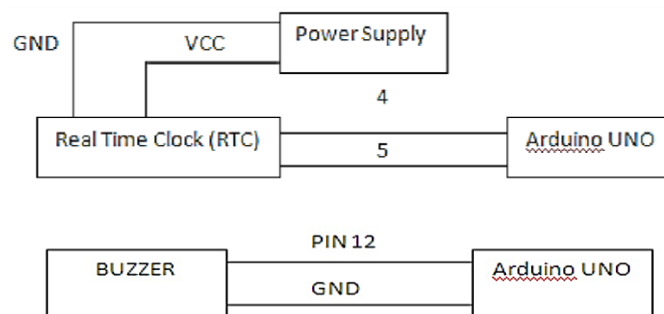 Power Supply
GND
VCC
4
Real Time Clock (RTC)
Arduino UNO
5
PIN 12
BUZZER
Arduino UNO
GND